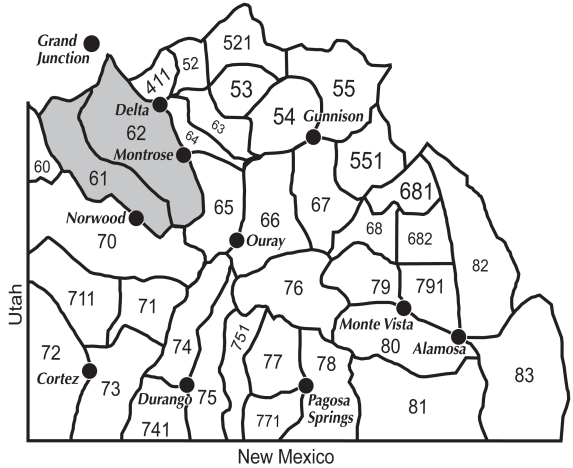 Grand
Junction
521
52
411
53
55
Delta
54
Gunnison
62
64
63
Montrose
551
60
61
681
Norwood
65
66
67
68
682
70
Ouray
82
76
79
791
711
71
Utah
Monte Vista
72
74
751
77
78
80
Alamosa
Cortez
73
Durango
75
Pagosa
Springs
83
81
741
771
New Mexico